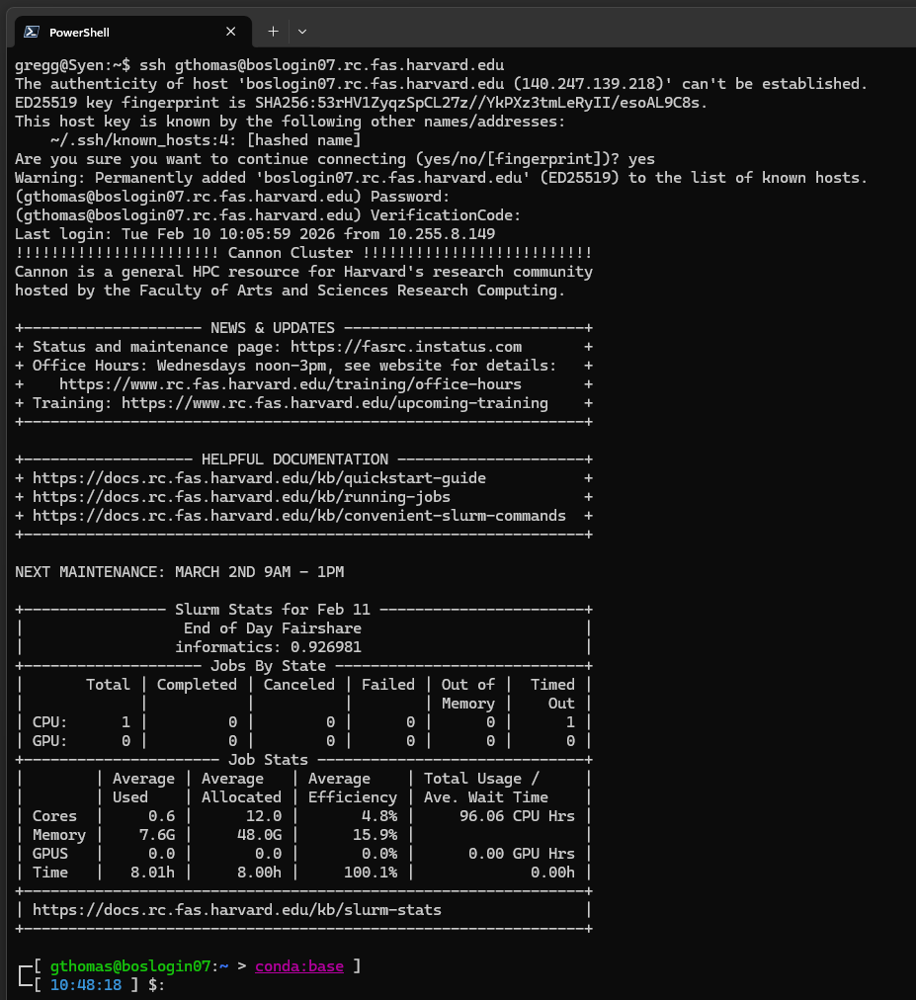 PowerShell
gregg@Syen:~$ ssh gthomas@boslogin07.rc.fas.harvard.edu
The authenticity of host 'boslogin07.rc.fas.harvard.edu (140.247.139.218)' can't be established.
ED25519 key fingerprint is SHA256:53rHV1ZyqzSpCL27z//YkPXz3tmLeRyII/esoAL9C8s.
This host key is known by the following other names/addresses:
    ~/.ssh/known_hosts:4: [hashed name]
Are you sure you want to continue connecting (yes/no/[fingerprint])? yes
Warning: Permanently added 'boslogin07.rc.fas.harvard.edu' (ED25519) to the list of known hosts.
(gthomas@boslogin07.rc.fas.harvard.edu) Password:
(gthomas@boslogin07.rc.fas.harvard.edu) VerificationCode:
Last login: Tue Feb 10 10:05:59 2026 from 10.255.8.149
!!!!!!!!!!!!!!!!!!!!!!! Cannon Cluster !!!!!!!!!!!!!!!!!!!!!!!!!!
Cannon is a general HPC resource for Harvard's research community
hosted by the Faculty of Arts and Sciences Research Computing.

+-------------------- NEWS & UPDATES ---------------------------+
+ Status and maintenance page: https://fasrc.instatus.com       +
+ Office Hours: Wednesdays noon-3pm, see website for details:   +
+    https://www.rc.fas.harvard.edu/training/office-hours       +
+ Training: https://www.rc.fas.harvard.edu/upcoming-training    +
+---------------------------------------------------------------+

+------------------- HELPFUL DOCUMENTATION ---------------------+
+ https://docs.rc.fas.harvard.edu/kb/quickstart-guide           +
+ https://docs.rc.fas.harvard.edu/kb/running-jobs               +
+ https://docs.rc.fas.harvard.edu/kb/convenient-slurm-commands  +
+---------------------------------------------------------------+

NEXT MAINTENANCE: MARCH 2ND 9AM - 1PM

+---------------- Slurm Stats for Feb 11 -----------------------+
|                  End of Day Fairshare                         |
|                 informatics: 0.926981                         |
+-------------------- Jobs By State ----------------------------+
|       Total | Completed | Canceled | Failed | Out of |  Timed |
|             |           |          |        | Memory |    Out |
| CPU:      1 |         0 |        0 |      0 |      0 |      1 |
| GPU:      0 |         0 |        0 |      0 |      0 |      0 |
+---------------------- Job Stats ------------------------------+
|        | Average | Average   | Average    | Total Usage /     |
|        | Used    | Allocated | Efficiency | Ave. Wait Time    |
| Cores  |     0.6 |      12.0 |       4.8% |     96.06 CPU Hrs |
| Memory |    7.6G |     48.0G |      15.9% |                   |
| GPUS   |     0.0 |       0.0 |       0.0% |      0.00 GPU Hrs |
| Time   |   8.01h |     8.00h |     100.1% |             0.00h |
+---------------------------------------------------------------+
| https://docs.rc.fas.harvard.edu/kb/slurm-stats                |
+---------------------------------------------------------------+

┌─[ gthomas@boslogin07:~ > conda:base ]
└─[ 10:48:18 ] $: